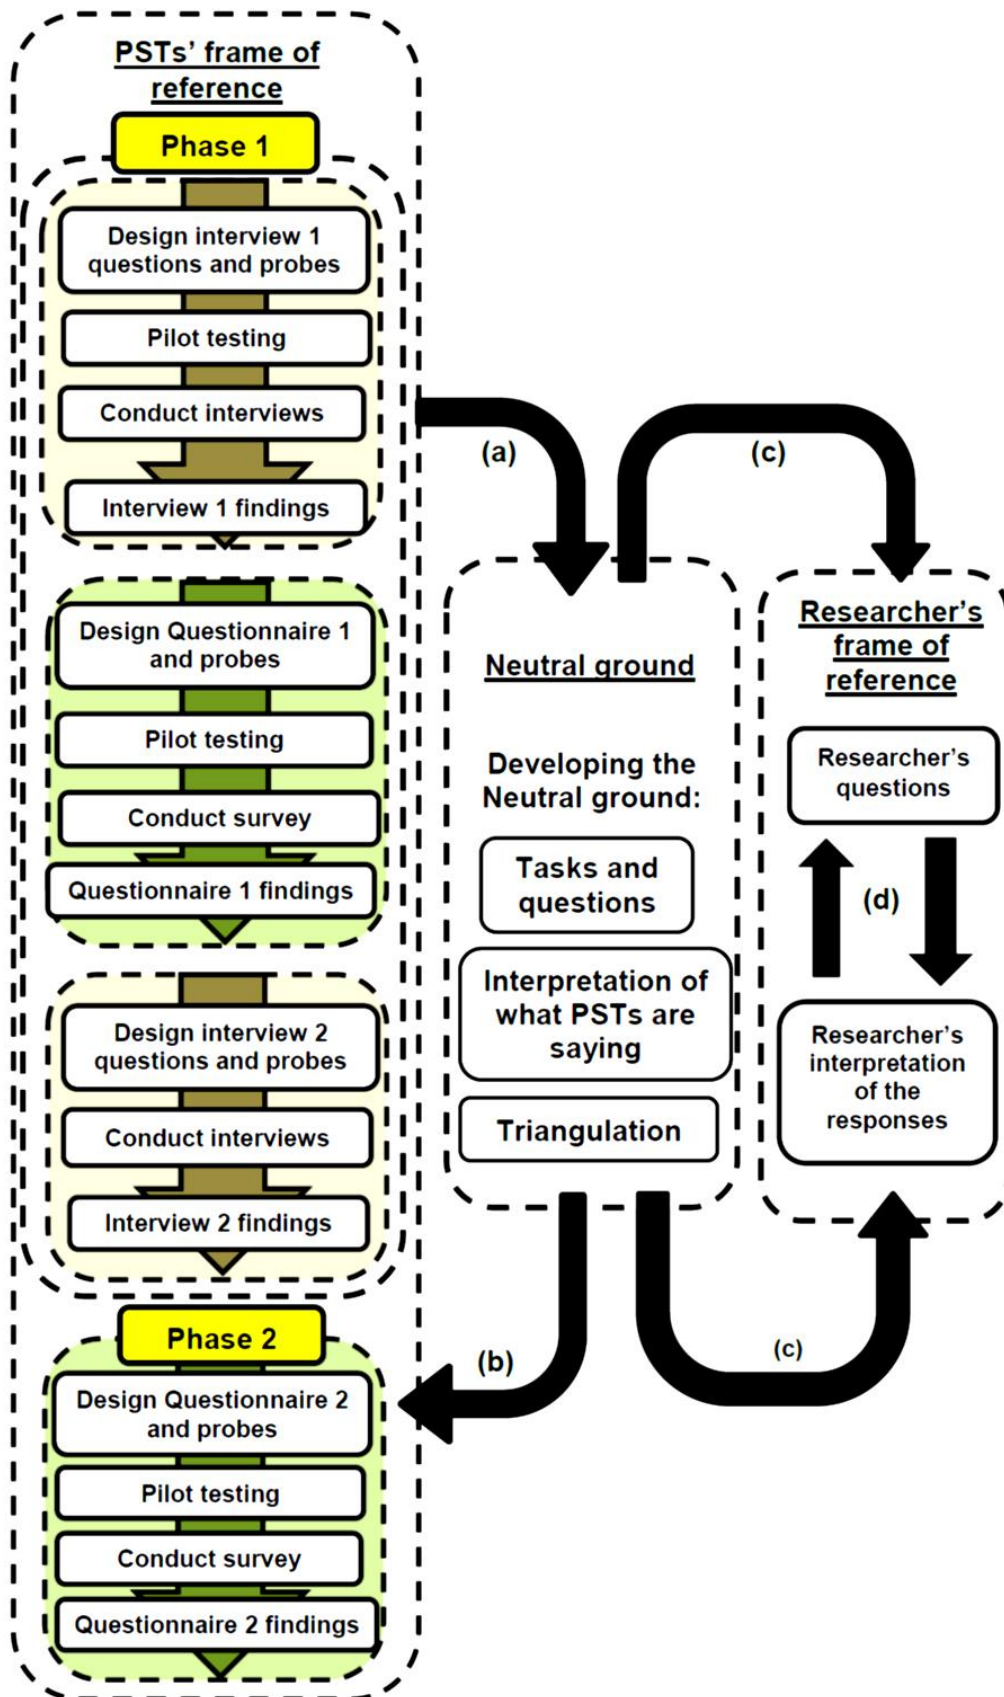 PSTs' frame of
reference
Phase 1
Design interview 1
questions and probes
Pilot testing
Conduct interviews
Interview 1 findings
Design Questionnaire 1
and probes
Pilot testing
Conduct survey
Questionnaire 1 findings
Design interview 2
questions and probes
Conduct interviews
Interview 2 findings
Phase 2
Design Questionnaire 2
and probes
Pilot testing
Conduct survey
Questionnaire 2 findings
(a)
(b)
Neutral ground
Developing the
Neutral ground:
Tasks and
questions
Interpretation of
what PSTs are
saying
Triangulation
(c)
(c)
Researcher's
frame of
reference
Researcher's
questions
(d)
Researcher's
interpretation
of the
responses